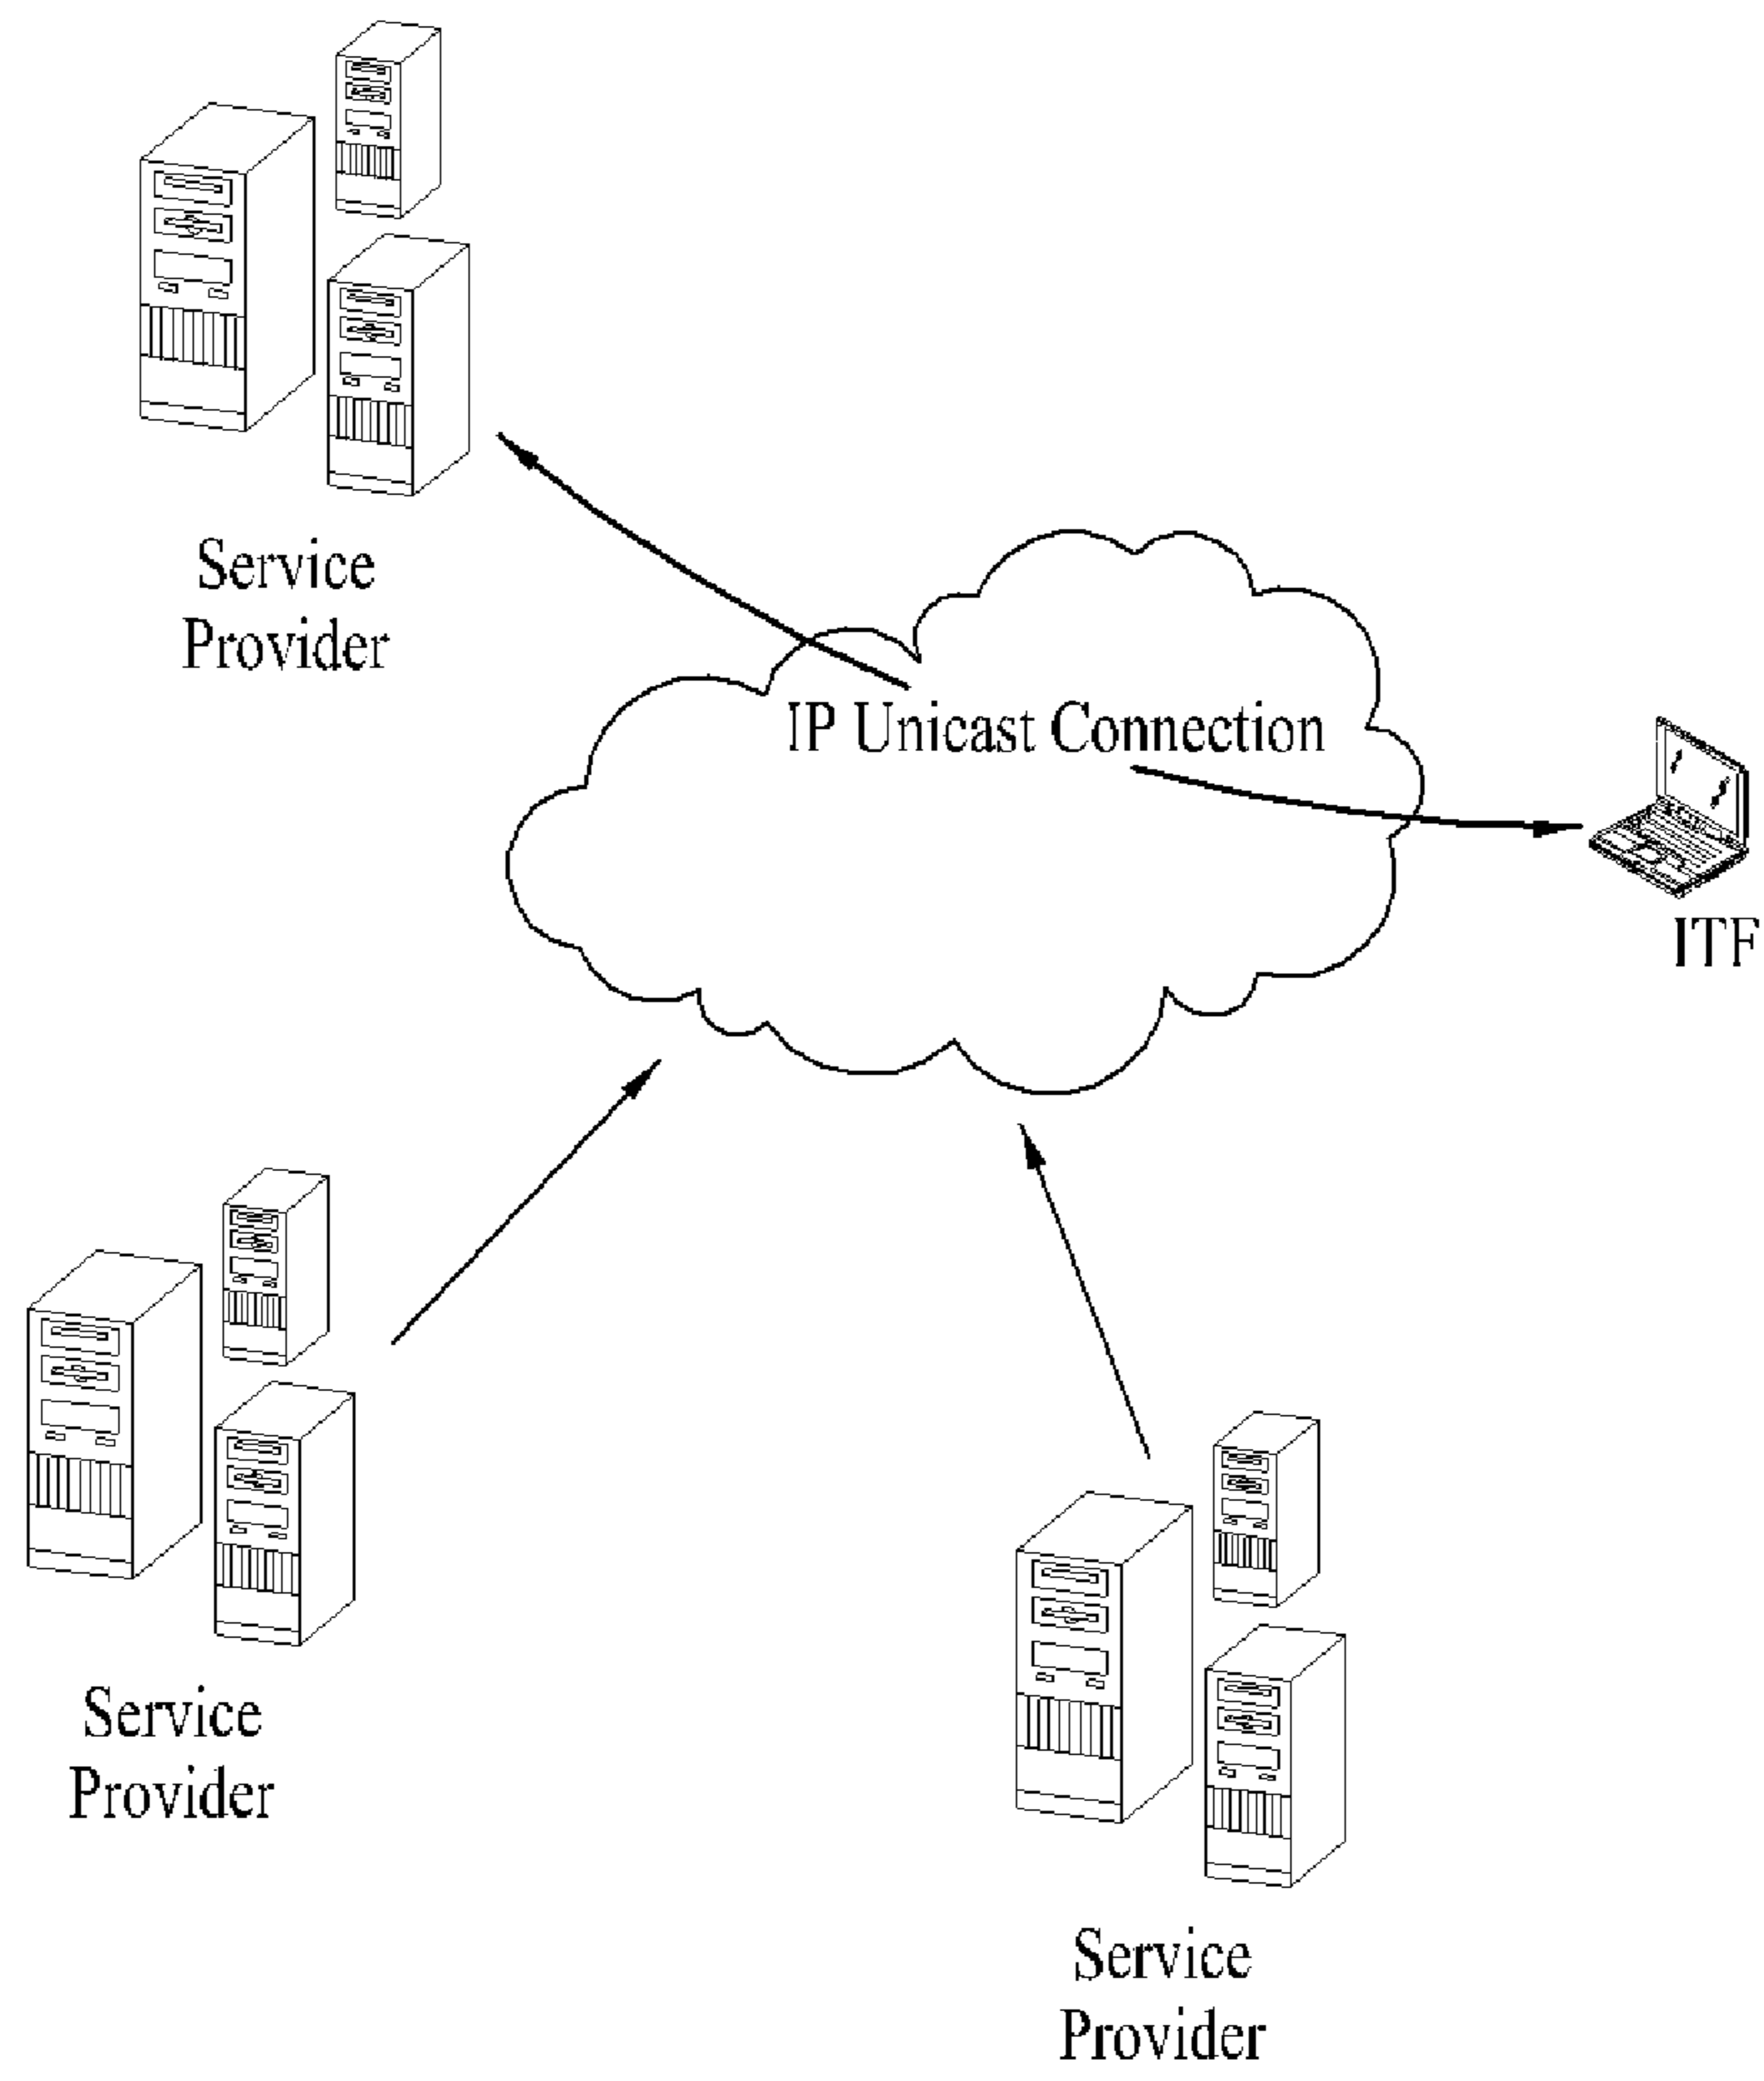 Service
Provider
IP Unicast Connection
ITF
Service
Provider
Service
Provider